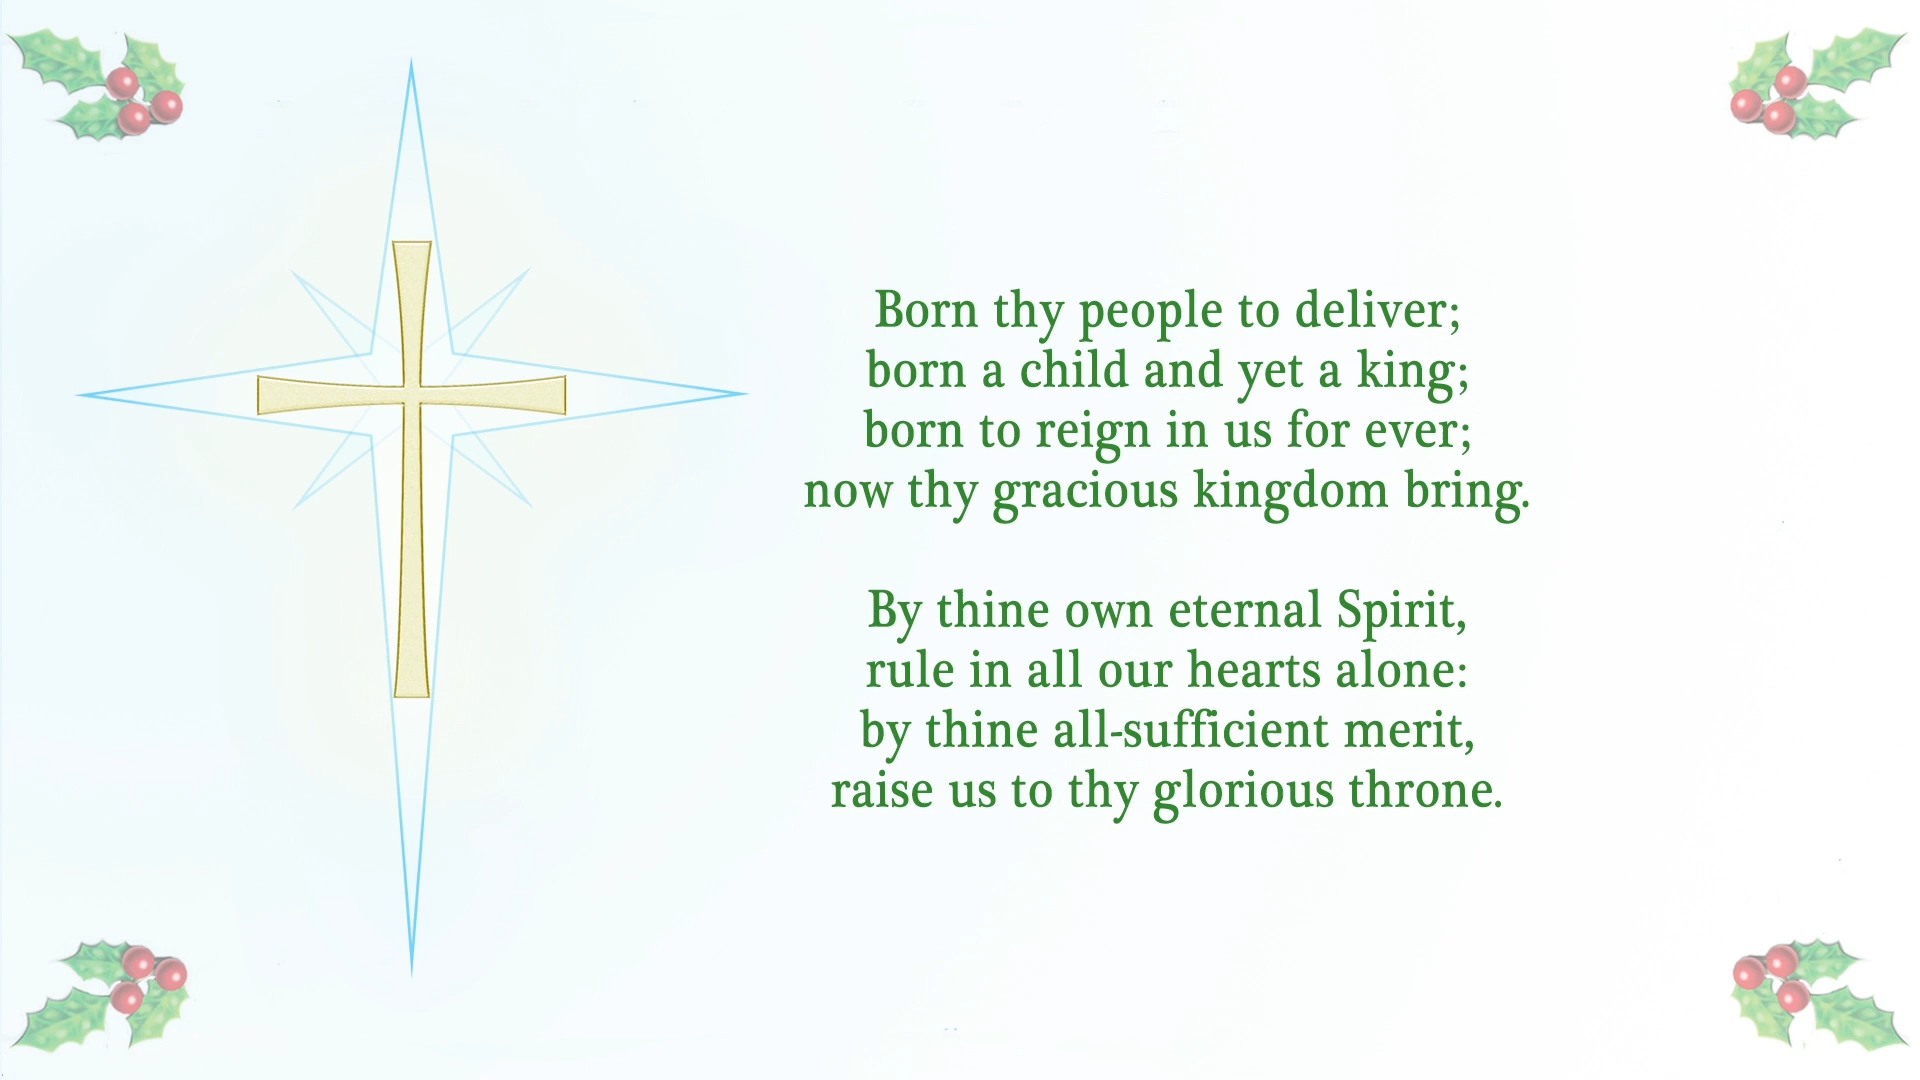 Born thy people to deliver;
born a child and yet a king;
born to reign in us for ever;
now thy gracious kingdom bring.
By thine own eternal Spirit,
rule in all our hearts alone:
by thine all-sufficient merit,
raise us to thy glorious throne.